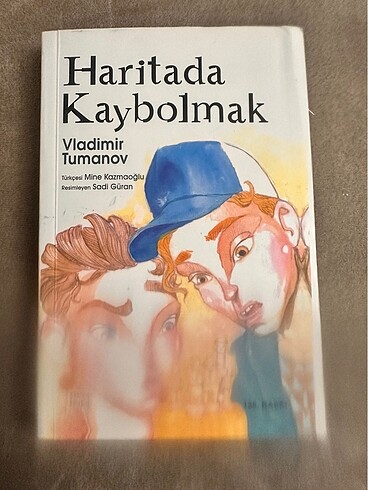 Haritada
Kaybolmak
Vladimir
Tumanov
Türkçesi Mine Kazmaoğlu
Resimleyen Sadi Güran